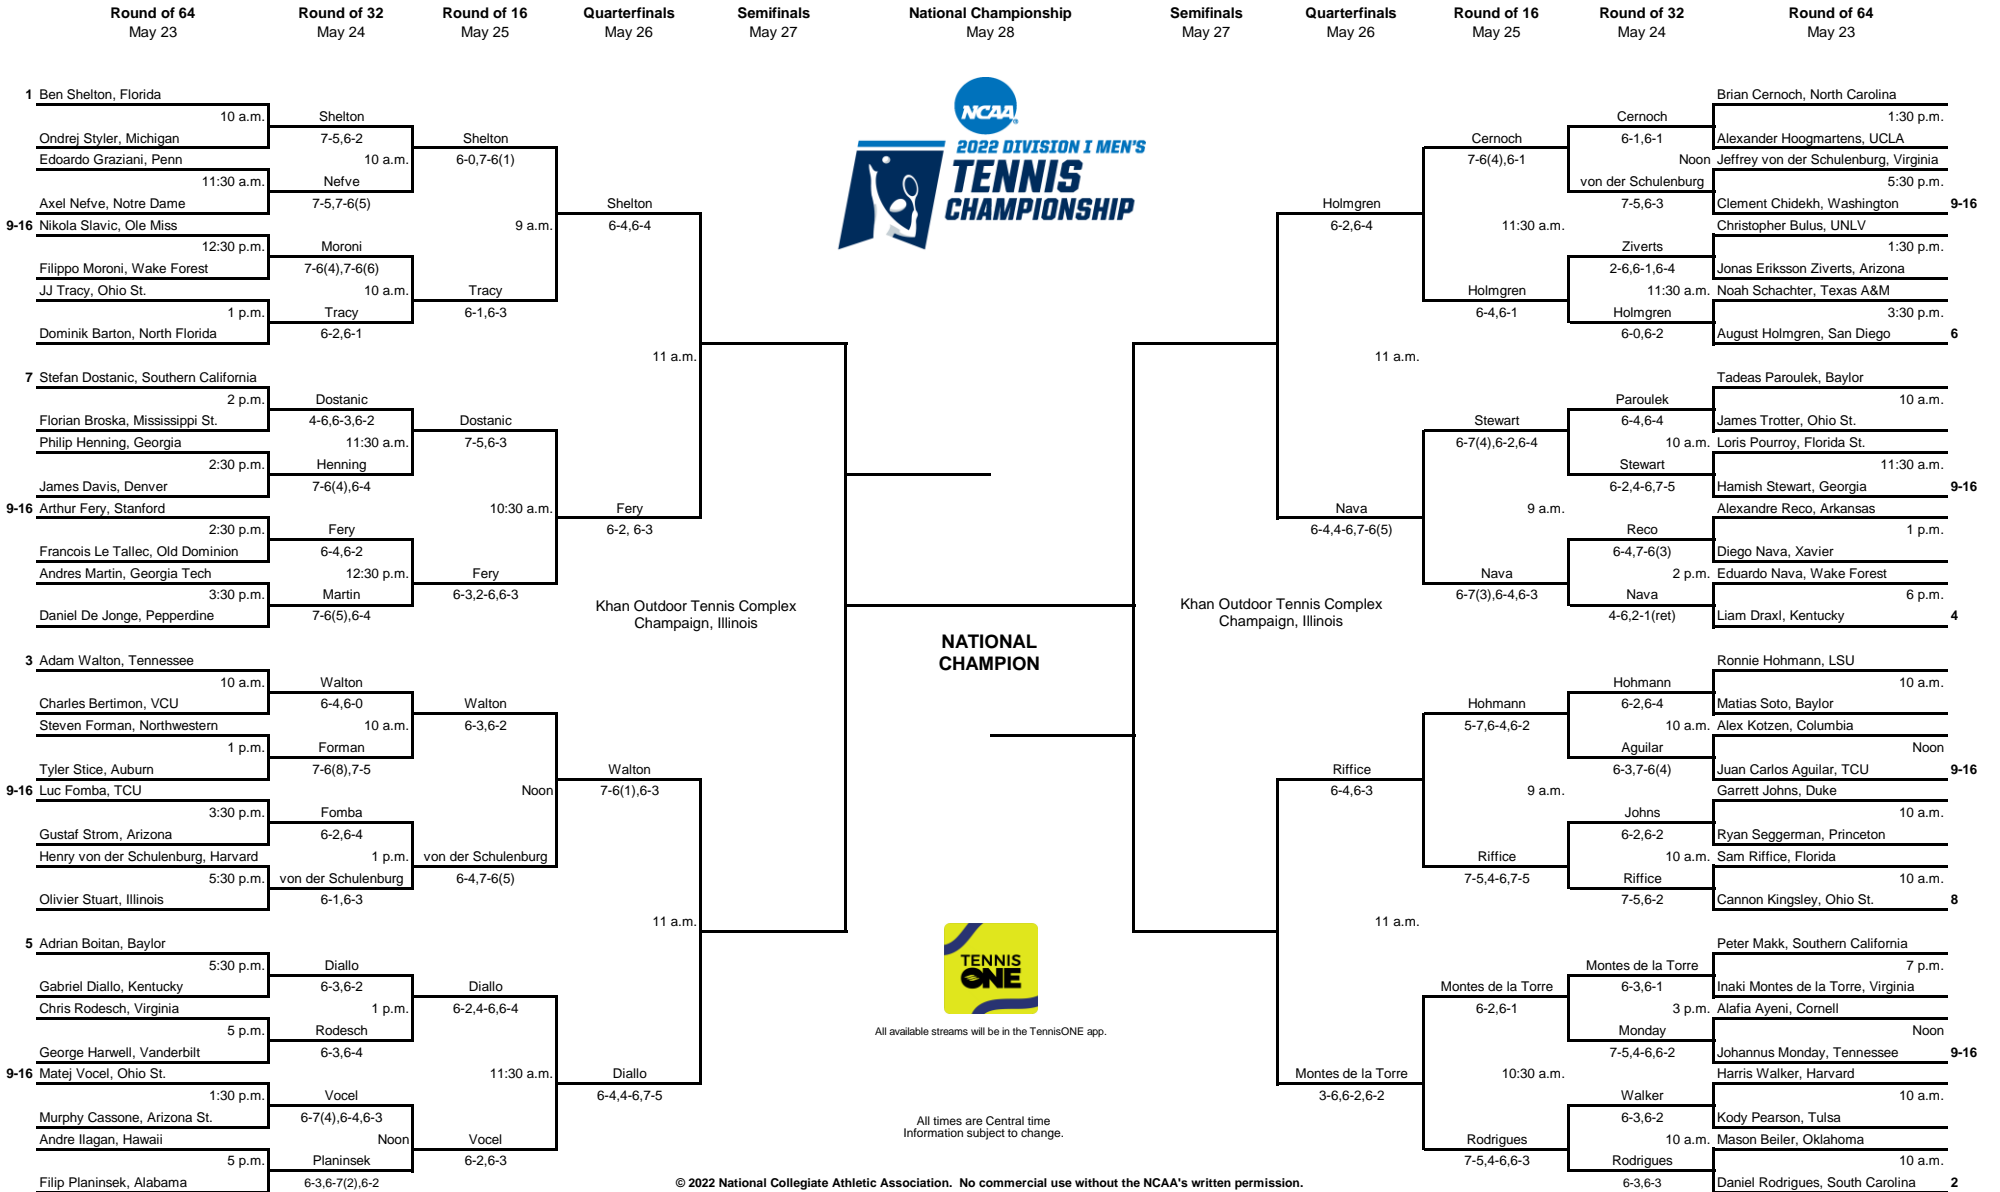 Round of 64 Round of 32 Round of 16 Quarterfinals Semifinals National Championship Semifinals Quarterfinals Round of 16 Round of 32 Round of 64
May 23 May 24 May 25 May 26 May 27 May 28 May 27 May 26 May 25 May 24 May 23
1 Ben Shelton, Florida
10 a.m.
Ondrej Styler, Michigan
Edoardo Graziani, Penn
11:30 a.m.
Axel Nefve, Notre Dame
9-16 Nikola Slavic, Ole Miss
12:30 p.m.
Filippo Moroni, Wake Forest
JJ Tracy, Ohio St.
1 p.m.
Dominik Barton, North Florida
7 Stefan Dostanic, Southern California
2 p.m.
Florian Broska, Mississippi St.
Philip Henning, Georgia
2:30 p.m.
James Davis, Denver
9-16 Arthur Fery, Stanford
2:30 p.m.
Francois Le Tallec, Old Dominion
Andres Martin, Georgia Tech
3:30 p.m.
Daniel De Jonge, Pepperdine
3 Adam Walton, Tennessee
10 a.m.
Charles Bertimon, VCU
Steven Forman, Northwestern
1 p.m.
Tyler Stice, Auburn
9-16 Luc Fomba, TCU
3:30 p.m.
Gustaf Strom, Arizona
Henry von der Schulenburg, Harvard
5:30 p.m.
Olivier Stuart, Illinois
5 Adrian Boitan, Baylor
5:30 p.m.
Gabriel Diallo, Kentucky
Chris Rodesch, Virginia
5 p.m.
George Harwell, Vanderbilt
9-16 Matej Vocel, Ohio St.
1:30 p.m.
Murphy Cassone, Arizona St.
Andre Ilagan, Hawaii
5 p.m.
Filip Planinsek, Alabama
Shelton
7-5,6-2
10 a.m.
Nefve
7-5,7-6(5)
Moroni
7-6(4),7-6(6)
10 a.m.
Tracy
6-2,6-1
Dostanic
4-6,6-3,6-2
11:30 a.m.
Henning
7-6(4),6-4
Fery
6-4,6-2
12:30 p.m.
Martin
7-6(5),6-4
Walton
6-4,6-0
10 a.m.
Forman
7-6(8),7-5
Fomba
6-2,6-4
1 p.m.
von der Schulenburg
6-1,6-3
Diallo
6-3,6-2
1 p.m.
Rodesch
6-3,6-4
Vocel
6-7(4),6-4,6-3
Noon
Planinsek
6-3,6-7(2),6-2
Shelton
6-0,7-6(1)
9 a.m.
Tracy
6-1,6-3
Dostanic
7-5,6-3
10:30 a.m.
Fery
6-3,2-6,6-3
Walton
6-3,6-2
Noon
von der Schulenburg
6-4,7-6(5)
Diallo
6-2,4-6,6-4
11:30 a.m.
Vocel
6-2,6-3
Shelton
6-4,6-4
11 a.m.
Fery
6-2, 6-3
Khan Outdoor Tennis Complex
Champaign, Illinois
Walton
7-6(1),6-3
11 a.m.
Diallo
6-4,4-6,7-5
NCAA
2022 DIVISION I MEN'S
TENNIS
CHAMPIONSHIP
NATIONAL
CHAMPION
TENNIS
ONE
All available streams will be in the TennisONE app.
All times are Central time
Information subject to change.
© 2022 National Collegiate Athletic Association. No commercial use without the NCAA's written permission.
Holmgren
6-2,6-4
11 a.m.
Nava
6-4,4-6,7-6(5)
Khan Outdoor Tennis Complex
Champaign, Illinois
Riffice
6-4,6-3
11 a.m.
Montes de la Torre
3-6,6-2,6-2
Cernoch
7-6(4),6-1
11:30 a.m.
Holmgren
6-4,6-1
Stewart
6-7(4),6-2,6-4
9 a.m.
Nava
6-7(3),6-4,6-3
Hohmann
5-7,6-4,6-2
9 a.m.
Riffice
7-5,4-6,7-5
Montes de la Torre
6-2,6-1
10:30 a.m.
Rodrigues
7-5,4-6,6-3
Cernoch
6-1,6-1
Noon
von der Schulenburg
7-5,6-3
Ziverts
2-6,6-1,6-4
11:30 a.m.
Holmgren
6-0,6-2
Paroulek
6-4,6-4
10 a.m.
Stewart
6-2,4-6,7-5
Reco
6-4,7-6(3)
2 p.m.
Nava
4-6,2-1(ret)
Hohmann
6-2,6-4
10 a.m.
Aguilar
6-3,7-6(4)
Johns
6-2,6-2
10 a.m.
Riffice
7-5,6-2
Montes de la Torre
6-3,6-1
3 p.m.
Monday
7-5,4-6,6-2
Walker
6-3,6-2
10 a.m.
Rodrigues
6-3,6-3
Brian Cernoch, North Carolina
1:30 p.m.
Alexander Hoogmartens, UCLA
Jeffrey von der Schulenburg, Virginia
5:30 p.m.
Clement Chidekh, Washington 9-16
Christopher Bulus, UNLV
1:30 p.m.
Jonas Eriksson Ziverts, Arizona
Noah Schachter, Texas A&M
3:30 p.m.
August Holmgren, San Diego 6
Tadeas Paroulek, Baylor
10 a.m.
James Trotter, Ohio St.
Loris Pourroy, Florida St.
11:30 a.m.
Hamish Stewart, Georgia 9-16
Alexandre Reco, Arkansas
1 p.m.
Diego Nava, Xavier
Eduardo Nava, Wake Forest
6 p.m.
Liam Draxl, Kentucky 4
Ronnie Hohmann, LSU
10 a.m.
Matias Soto, Baylor
Alex Kotzen, Columbia
Noon
Juan Carlos Aguilar, TCU 9-16
Garrett Johns, Duke
10 a.m.
Ryan Seggerman, Princeton
Sam Riffice, Florida
10 a.m.
Cannon Kingsley, Ohio St. 8
Peter Makk, Southern California
7 p.m.
Inaki Montes de la Torre, Virginia
Alafia Ayeni, Cornell
Noon
Johannus Monday, Tennessee 9-16
Harris Walker, Harvard
10 a.m.
Kody Pearson, Tulsa
Mason Beiler, Oklahoma
10 a.m.
Daniel Rodrigues, South Carolina 2